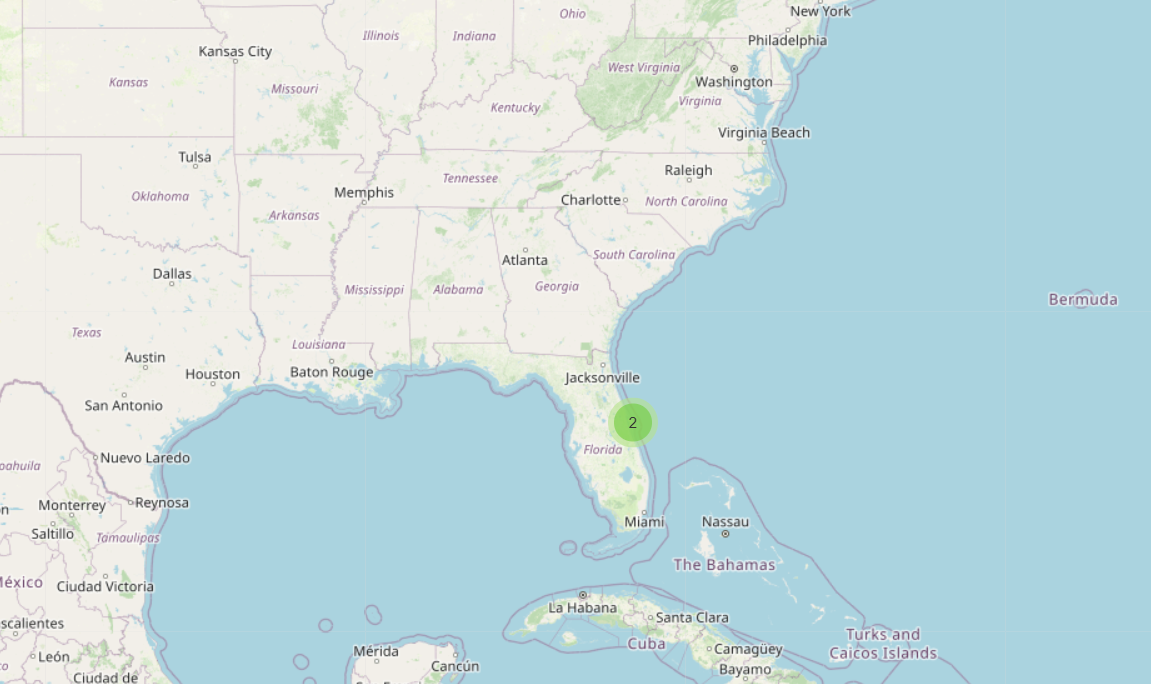 New York
Ohio
Illinois
Indiana
Philadelphia
Kansas City
West Virginia
Washington
Kansas
Missouri
Virginia
Kentucky
Virginia Beach
Tulsa
Raleigh
Tennessee
Memphis
Oklahoma
Charlotte
North Carolina
Arkansas
South Carolina
Atlanta
Dallas
Georgia
Mississippi
Alabama
Bermuda
Texas
Louisiana
Austin
Houston
Baton Rouge
Jacksonville
San Antonio
2
Florida
Nuevo Laredo
oahuila
Reynosa
Monterrey
Miami
Nassau
Saltillo
Tamaulipas
The Bahamas
México
Ciudad Victoria
La Habana
Santa Clara
scalientes
Turks and
Caicos Islands
Cuba
Camagüey
Mérida
León
Cancún
Bayamo
Ciudad de